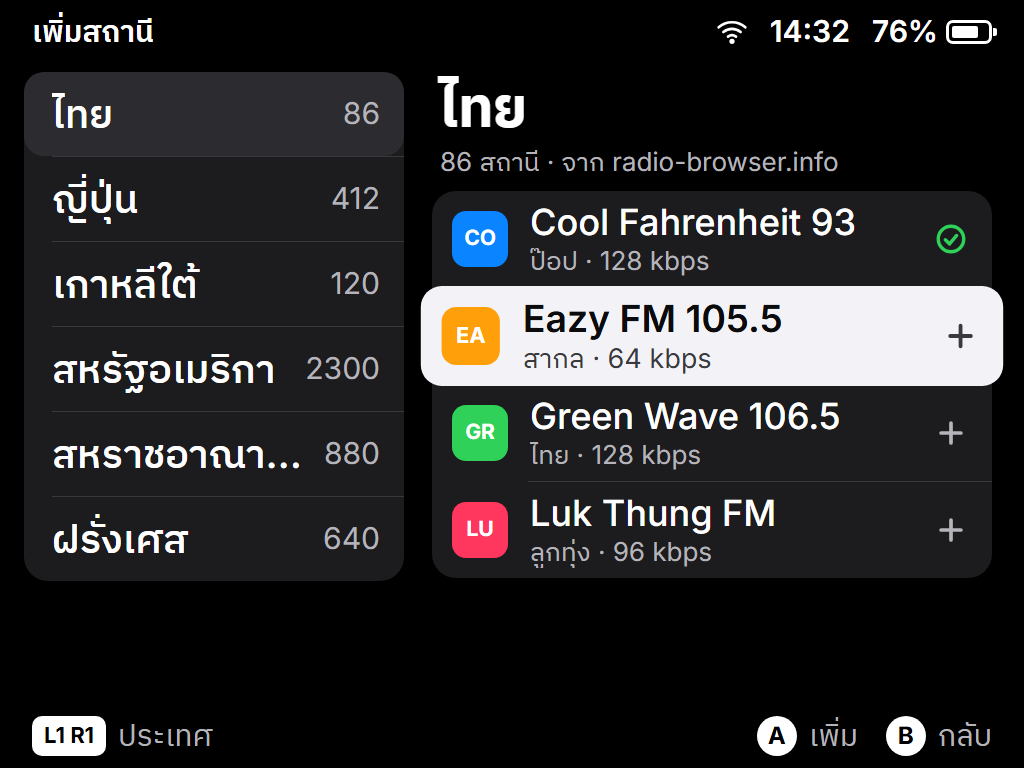 เพิ่มสถานี
14:32 76%
ไทย 86
ญี่ปุ่น 412
เกาหลีใต้ 120
สหรัฐอเมริกา 2300
สหราชอาณา... 880
ฝรั่งเศส 640
ไทย
86 สถานี · จาก radio-browser.info
CO
Cool Fahrenheit 93
ป๊อป · 128 kbps
EA
Eazy FM 105.5
สากล · 64 kbps
GR
Green Wave 106.5
ไทย · 128 kbps
LU
Luk Thung FM
ลูกทุ่ง · 96 kbps
L1 R1 ประเทศ
A เพิ่ม B กลับ